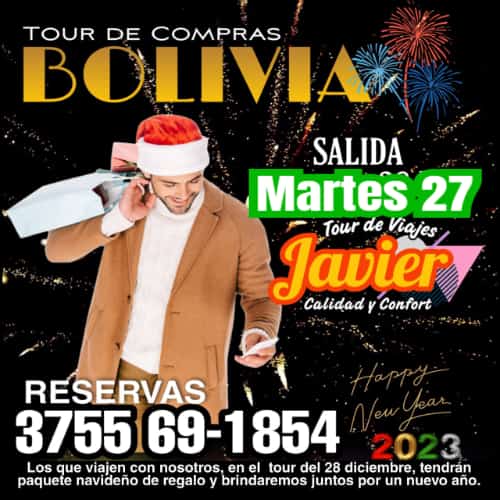 TOUR DE COMPRAS
BOLIVIA
SALIDA
Martes 27
Tour de Viajes
Javier
Calidad y Confort
Happy
New Year
2023
RESERVAS
3755 69-1854
Los que viajen con nosotros, en el tour del 28 diciembre, tendrán
paquete navideño de regalo y brindaremos juntos por un nuevo año.